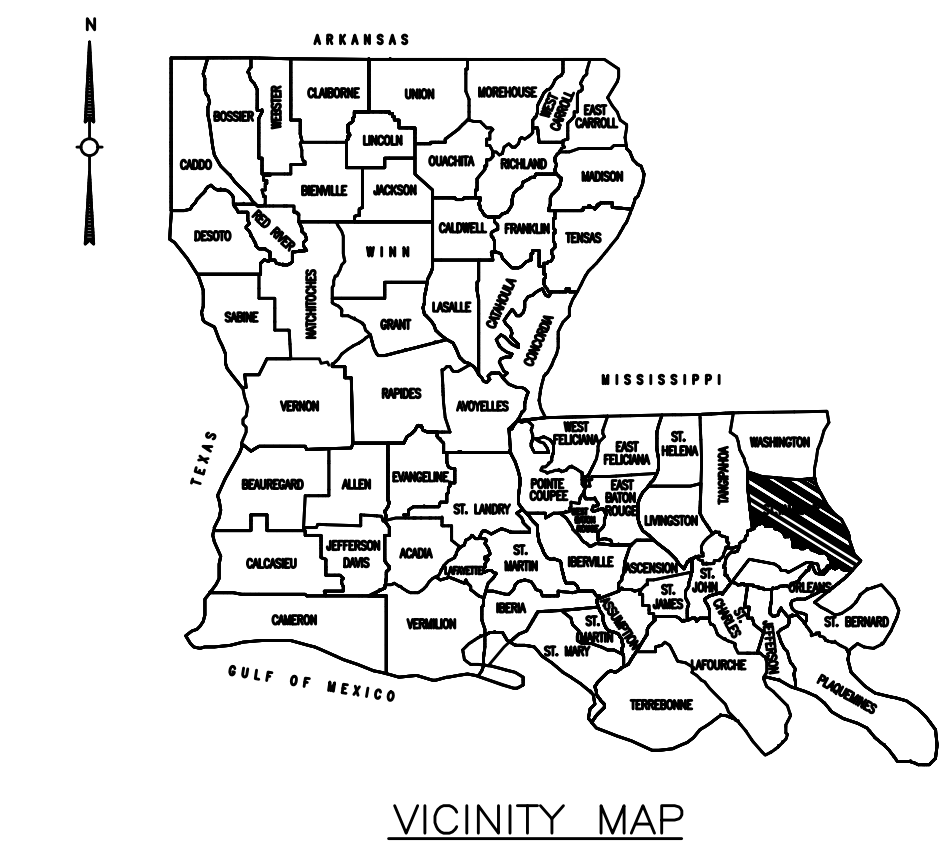 N
ARKANSAS
CLAIBORNE
UNION
MOREHOUSE
WEST
CARROLL
EAST
CARROLL
BOSSIER
WEBSTER
LINCOLN
CADDO
OUACHITA
RICHLAND
MADISON
BIENVILLE
JACKSON
DESOTO
RED RIVER
WINN
CALDWELL
FRANKLIN
TENSAS
NATCHITOCHES
SABINE
GRANT
LASALLE
CATAHOULA
CONCORDIA
MISSISSIPPI
VERNON
RAPIDES
AVOYELLES
WEST
FELICIANA
EAST
FELICIANA
ST.
HELENA
TANGIPAHOA
WASHINGTON
TEXAS
BEAUREGARD
ALLEN
EVANGELINE
ST. LANDRY
POINTE
COUPEE
WEST
BATON
ROUGE
EAST
BATON
ROUGE
LIVINGSTON
CALCASIEU
JEFFERSON
DAVIS
ACADIA
LAFAYETTE
ST.
MARTIN
IBERVILLE
ASCENSION
ST.
JOHN
ORLEANS
CAMERON
VERMILION
IBERIA
ST.
MARTIN
ST. MARY
ASSUMPTION
ST.
JAMES
ST.
CHARLES
JEFFERSON
ST. BERNARD
LAFOURCHE
TERREBONNE
PLAQUEMINES
GULF OF MEXICO
VICINITY MAP